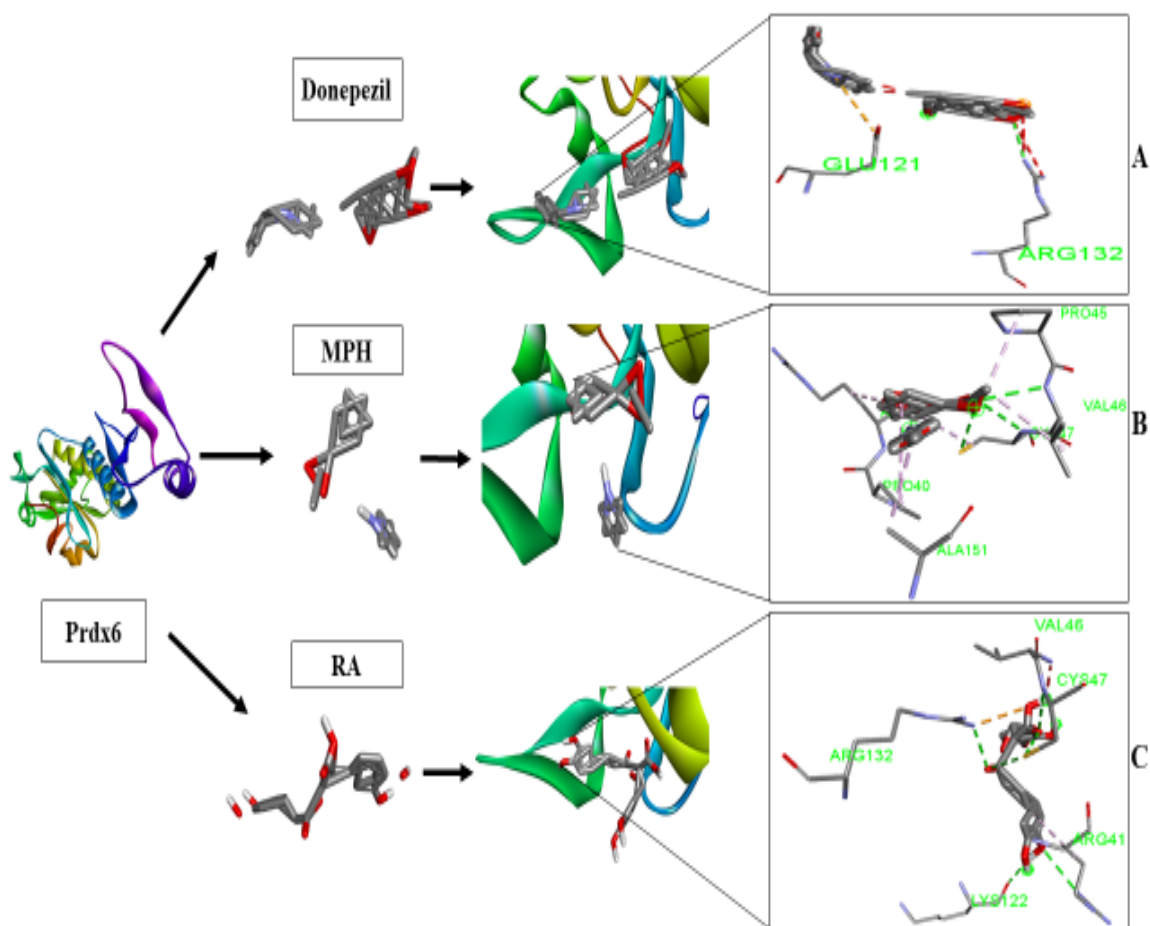 Donepezil
GLU121
ARG132
A
MPH
PRO45
VAL46
PRO40
ALA151
B
Prdx6
RA
VAL46
CYS47
ARG132
ARG41
LYS122
C